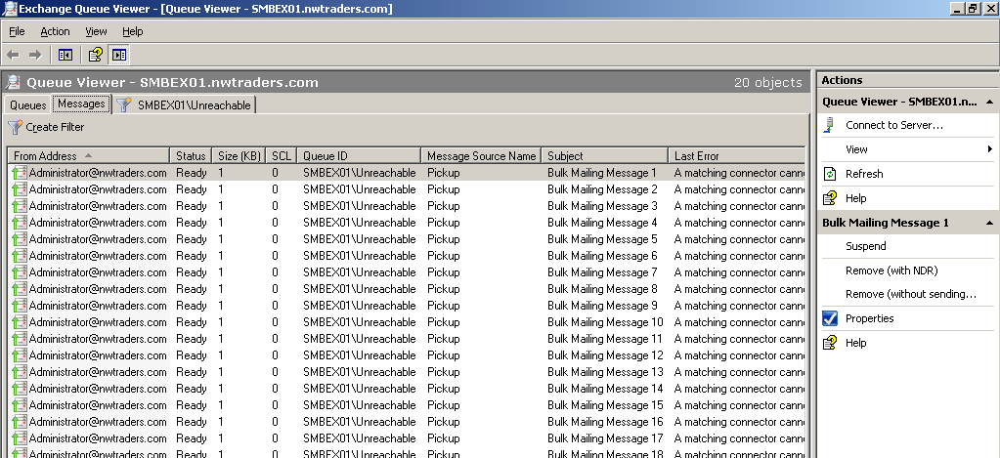 Exchange Queue Viewer - [Queue Viewer - SMBEX01.nwtraders.com]
File Action View Help
Queue Viewer - SMBEX01.nwtraders.com 20 objects
Queues Messages SMBEX01\Unreachable
Create Filter
From Address Status Size (KB) SCL Queue ID Message Source Name Subject Last Error
Administrator@nwtraders.com Ready 1 0 SMBEX01\Unreachable Pickup Bulk Mailing Message 1 A matching connector cann
Administrator@nwtraders.com Ready 1 0 SMBEX01\Unreachable Pickup Bulk Mailing Message 2 A matching connector cann
Administrator@nwtraders.com Ready 1 0 SMBEX01\Unreachable Pickup Bulk Mailing Message 3 A matching connector cann
Administrator@nwtraders.com Ready 1 0 SMBEX01\Unreachable Pickup Bulk Mailing Message 4 A matching connector cann
Administrator@nwtraders.com Ready 1 0 SMBEX01\Unreachable Pickup Bulk Mailing Message 5 A matching connector cann
Administrator@nwtraders.com Ready 1 0 SMBEX01\Unreachable Pickup Bulk Mailing Message 6 A matching connector cann
Administrator@nwtraders.com Ready 1 0 SMBEX01\Unreachable Pickup Bulk Mailing Message 7 A matching connector cann
Administrator@nwtraders.com Ready 1 0 SMBEX01\Unreachable Pickup Bulk Mailing Message 8 A matching connector cann
Administrator@nwtraders.com Ready 1 0 SMBEX01\Unreachable Pickup Bulk Mailing Message 9 A matching connector cann
Administrator@nwtraders.com Ready 1 0 SMBEX01\Unreachable Pickup Bulk Mailing Message 10 A matching connector cann
Administrator@nwtraders.com Ready 1 0 SMBEX01\Unreachable Pickup Bulk Mailing Message 11 A matching connector cann
Administrator@nwtraders.com Ready 1 0 SMBEX01\Unreachable Pickup Bulk Mailing Message 12 A matching connector cann
Administrator@nwtraders.com Ready 1 0 SMBEX01\Unreachable Pickup Bulk Mailing Message 13 A matching connector cann
Administrator@nwtraders.com Ready 1 0 SMBEX01\Unreachable Pickup Bulk Mailing Message 14 A matching connector cann
Administrator@nwtraders.com Ready 1 0 SMBEX01\Unreachable Pickup Bulk Mailing Message 15 A matching connector cann
Administrator@nwtraders.com Ready 1 0 SMBEX01\Unreachable Pickup Bulk Mailing Message 16 A matching connector cann
Administrator@nwtraders.com Ready 1 0 SMBEX01\Unreachable Pickup Bulk Mailing Message 17 A matching connector cann
Administrator@nwtraders.com Ready 1 0 SMBEX01\Unreachable Pickup Bulk Mailing Message 18 A matching connector cann
Actions
Queue Viewer - SMBEX01.n...
Connect to Server...
View
Refresh
Help
Bulk Mailing Message 1
Suspend
Remove (with NDR)
Remove (without sending...
Properties
Help